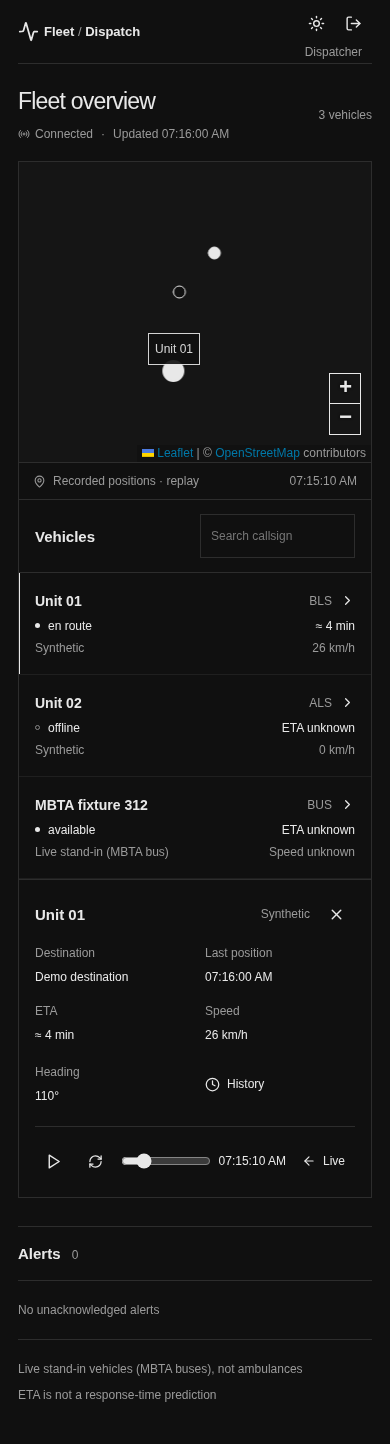 Fleet / Dispatch
Dispatcher
Fleet overview
3 vehicles
Connected · Updated 07:16:00 AM
Unit 01
+
−
Leaflet | © OpenStreetMap contributors
Recorded positions · replay 07:15:10 AM
Vehicles
Search callsign
Unit 01 BLS
en route ≈ 4 min
Synthetic 26 km/h
Unit 02 ALS
offline ETA unknown
Synthetic 0 km/h
MBTA fixture 312 BUS
available ETA unknown
Live stand-in (MBTA bus) Speed unknown
Unit 01 Synthetic
Destination Last position
Demo destination 07:16:00 AM
ETA Speed
≈ 4 min 26 km/h
Heading
110°
History
07:15:10 AM Live
Alerts 0
No unacknowledged alerts
Live stand-in vehicles (MBTA buses), not ambulances
ETA is not a response-time prediction